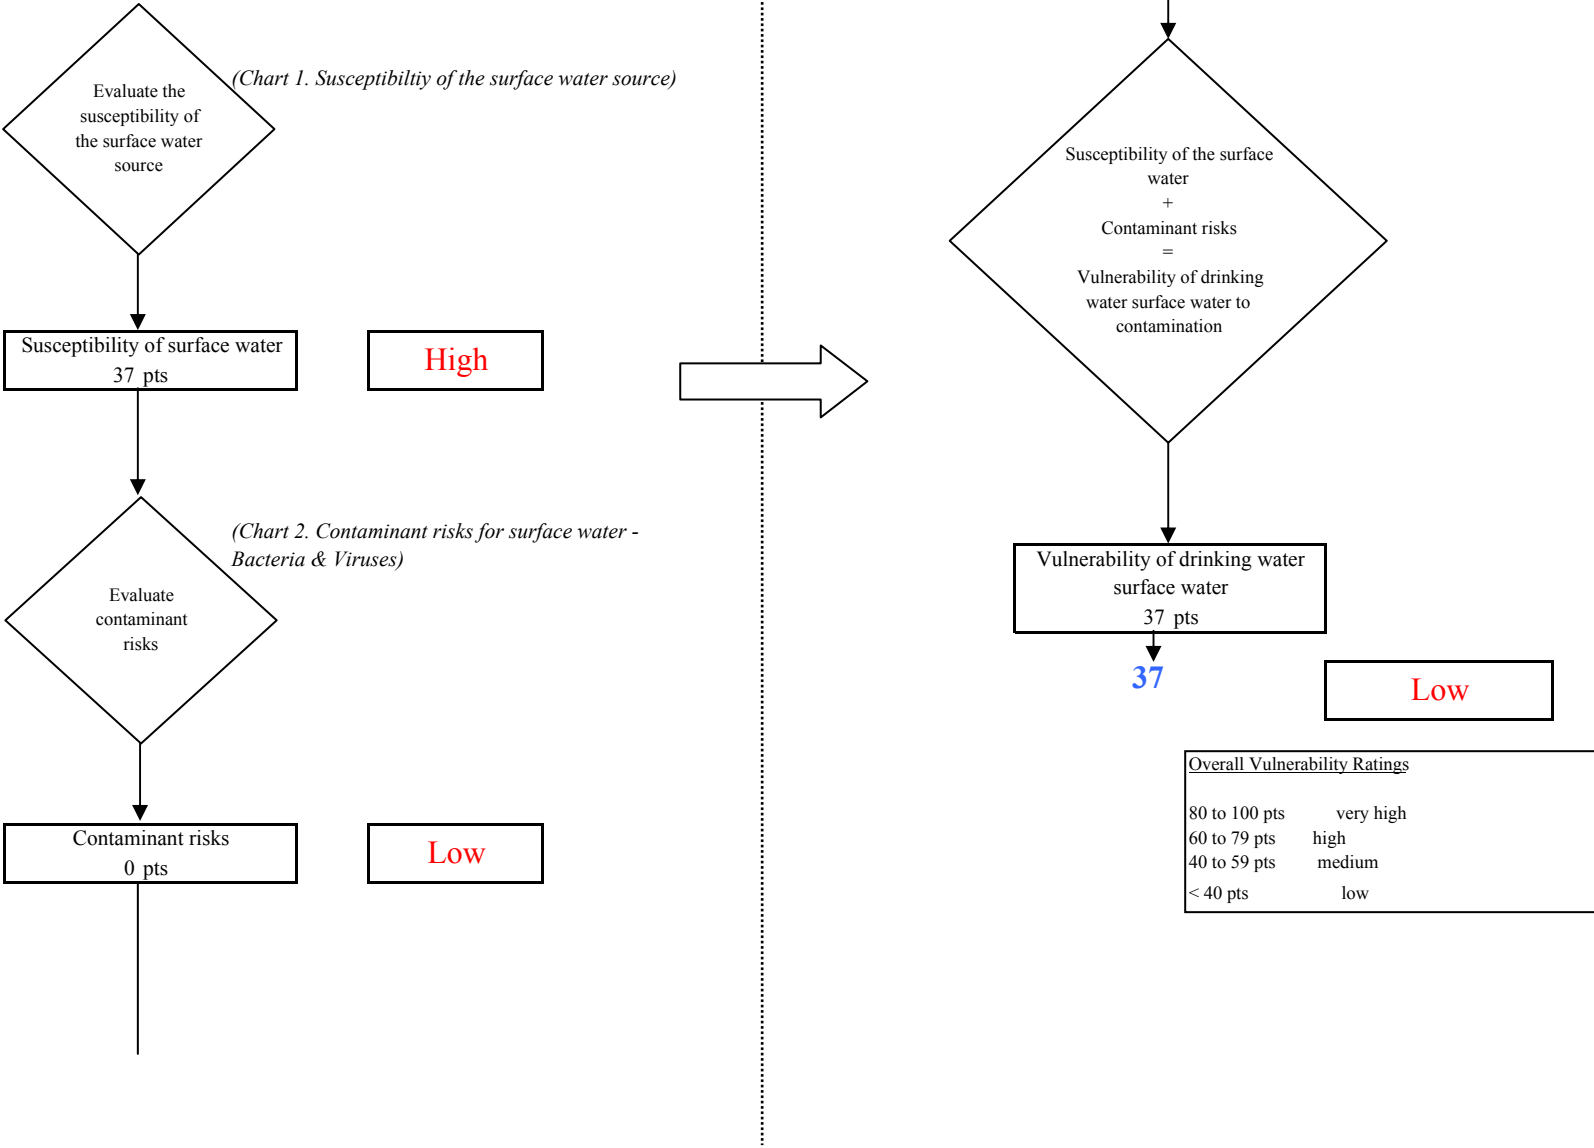 Evaluate the
susceptibility of
the surface water
source
(Chart 1. Susceptibiltiy of the surface water source)
Susceptibility of surface water
37 pts
High
(Chart 2. Contaminant risks for surface water -
Bacteria & Viruses)
Evaluate
contaminant
risks
Contaminant risks
0 pts
Low
Susceptibility of the surface
water
+
Contaminant risks
=
Vulnerability of drinking
water surface water to
contamination
Vulnerability of drinking water
surface water
37 pts
37
Low
Overall Vulnerability Ratings
80 to 100 pts very high
60 to 79 pts high
40 to 59 pts medium
< 40 pts low